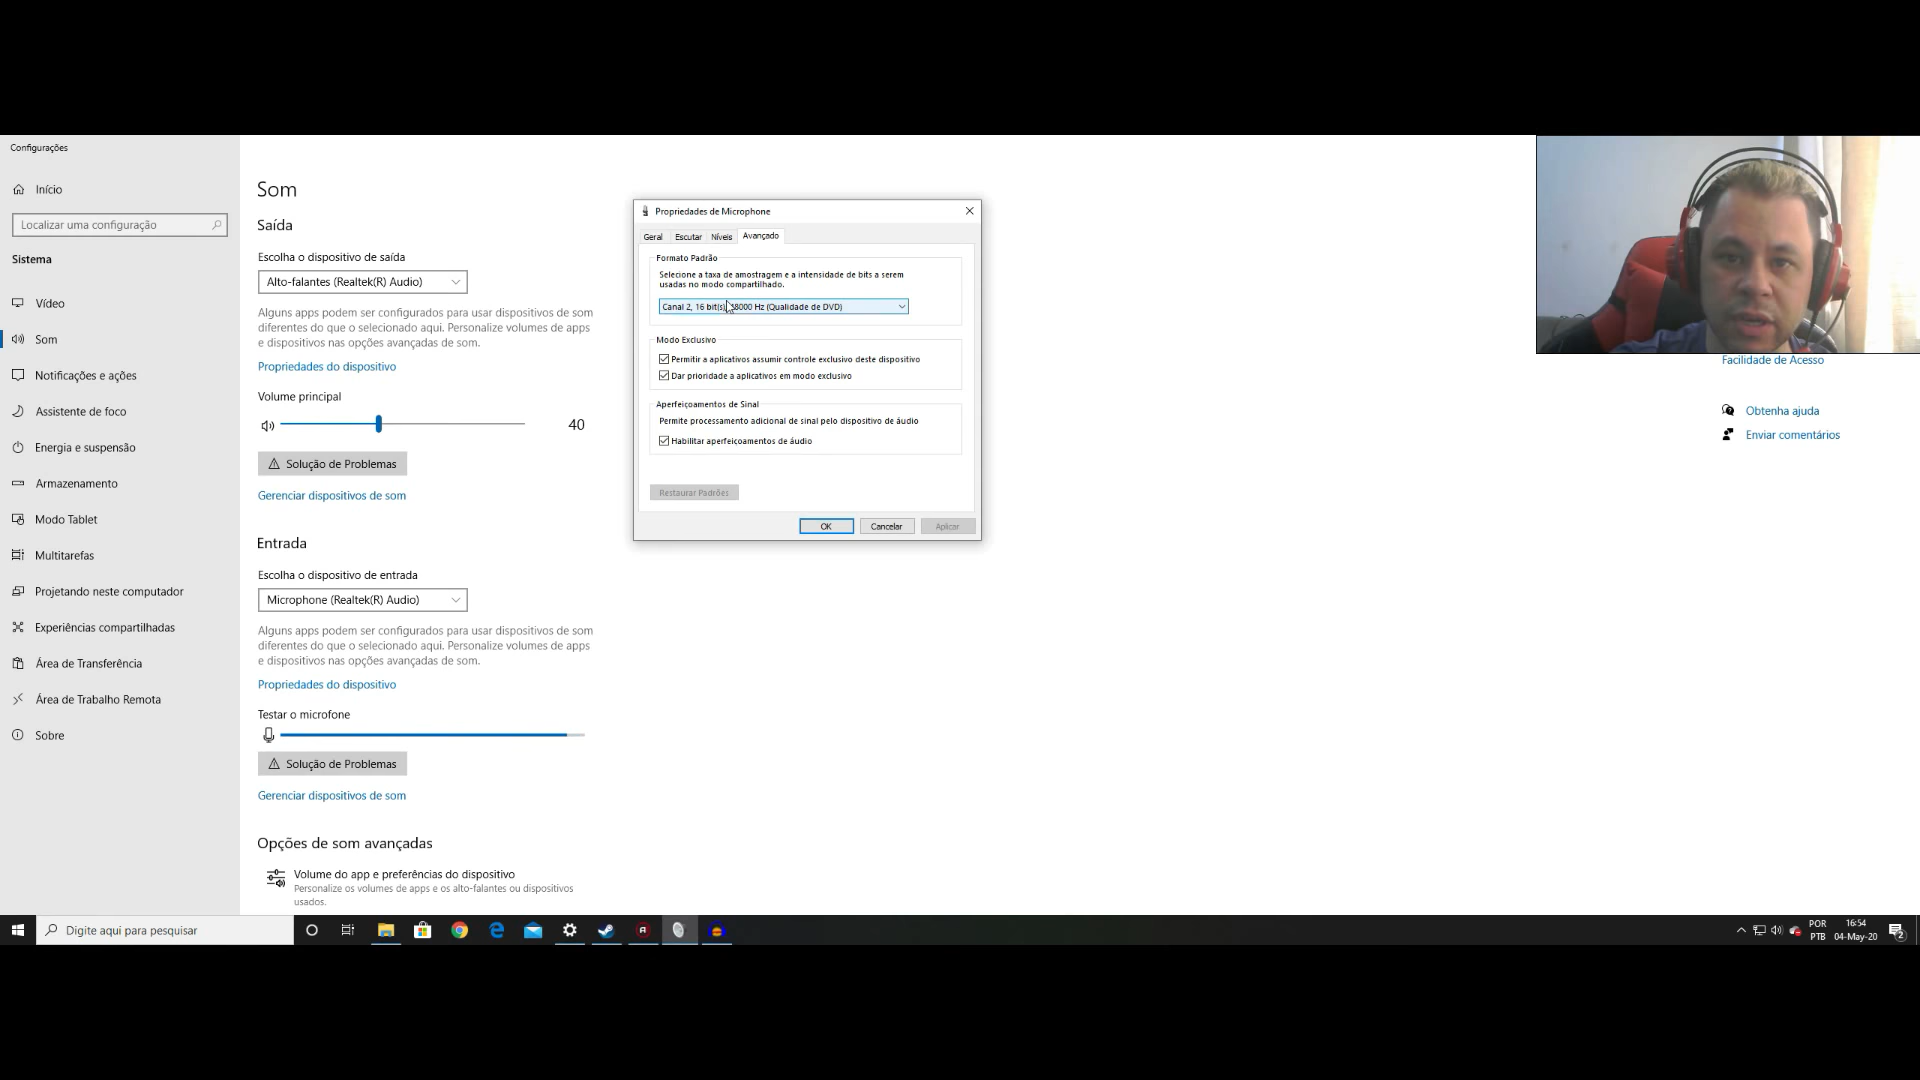 Configurações
Início
Localizar uma configuração
Sistema
Vídeo
Som
Notificações e ações
Assistente de foco
Energia e suspensão
Armazenamento
Modo Tablet
Multitarefas
Projetando neste computador
Experiências compartilhadas
Área de Transferência
Área de Trabalho Remota
Sobre
Som
Saída
Escolha o dispositivo de saída
Alto-falantes (Realtek(R) Audio)
Alguns apps podem ser configurados para usar dispositivos de som
diferentes do que o selecionado aqui. Personalize volumes de apps
e dispositivos nas opções avançadas de som.
Propriedades do dispositivo
Volume principal
40
Solução de Problemas
Gerenciar dispositivos de som
Entrada
Escolha o dispositivo de entrada
Microphone (Realtek(R) Audio)
Alguns apps podem ser configurados para usar dispositivos de som
diferentes do que o selecionado aqui. Personalize volumes de apps
e dispositivos nas opções avançadas de som.
Propriedades do dispositivo
Testar o microfone
Solução de Problemas
Gerenciar dispositivos de som
Opções de som avançadas
Volume do app e preferências do dispositivo
Personalize os volumes de apps e os alto-falantes ou dispositivos
usados.
Propriedades de Microphone
Geral Escutar Níveis Avançado
Formato Padrão
Selecione a taxa de amostragem e a intensidade de bits a serem
usadas no modo compartilhado.
Canal 2, 16 bit(s), 48000 Hz (Qualidade de DVD)
Modo Exclusivo
Permitir a aplicativos assumir controle exclusivo deste dispositivo
Dar prioridade a aplicativos em modo exclusivo
Aperfeiçoamentos de Sinal
Permite processamento adicional de sinal pelo dispositivo de áudio
Habilitar aperfeiçoamentos de áudio
Restaurar Padrões
OK Cancelar Aplicar
Facilidade de Acesso
Obtenha ajuda
Enviar comentários
Digite aqui para pesquisar
POR
PTB
16:54
04-May-20
2